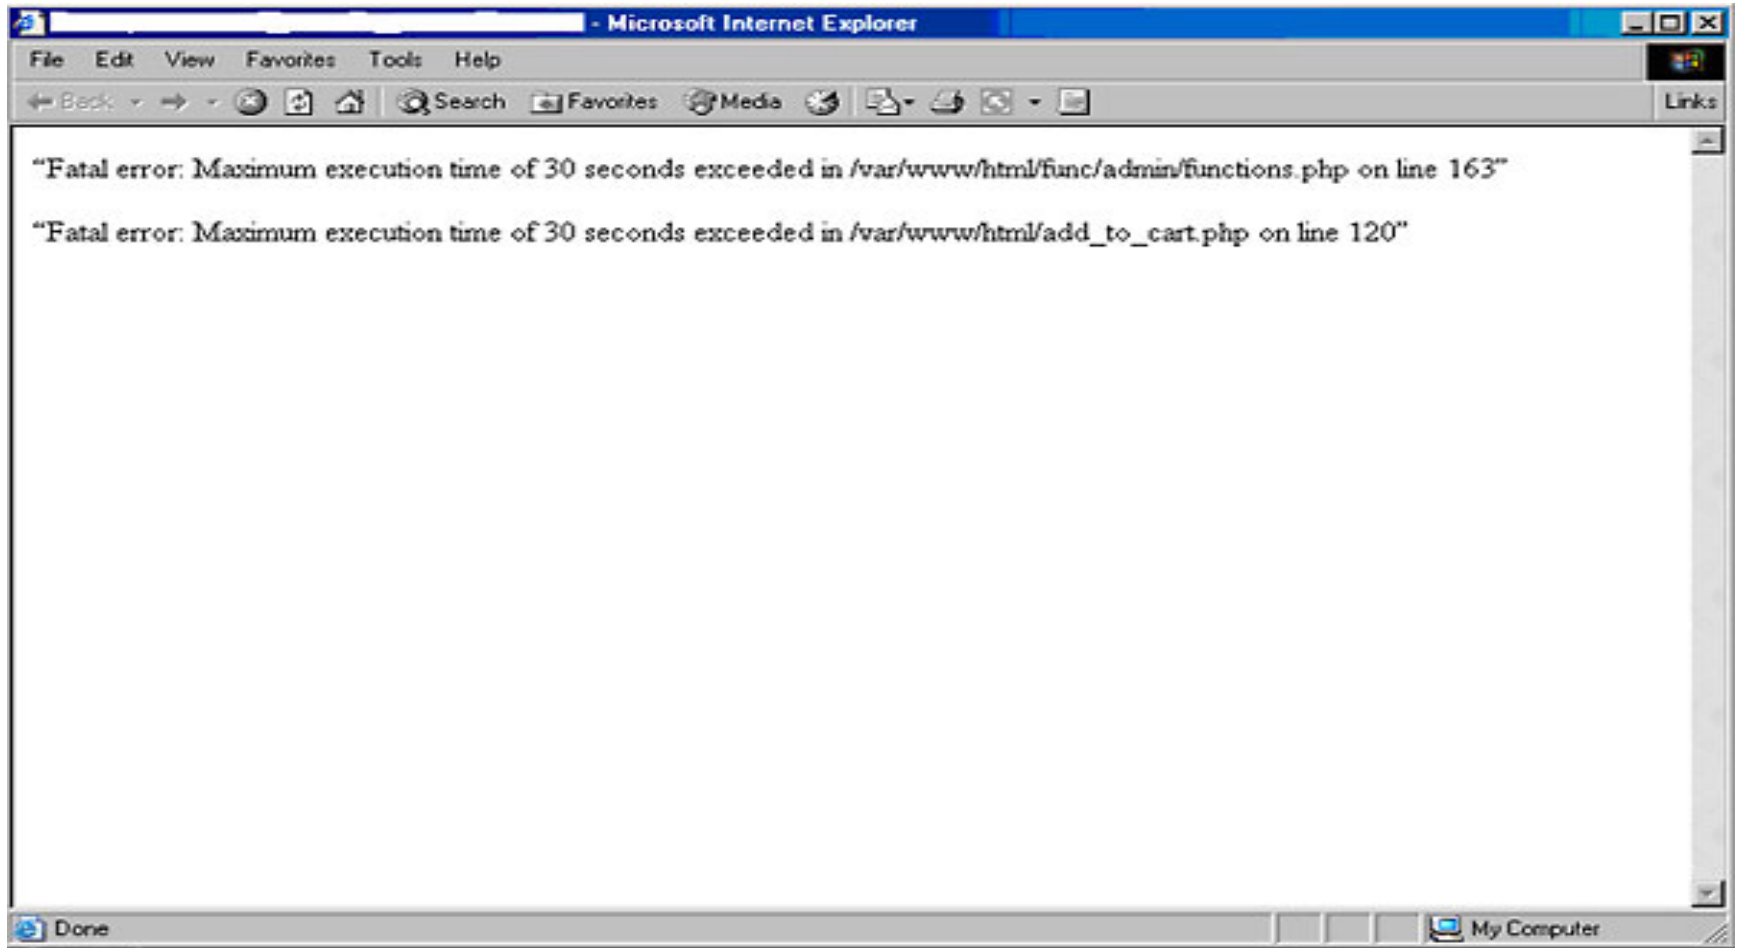 - Microsoft Internet Explorer
File Edit View Favorites Tools Help
Back Search Favorites Media Links
“Fatal error: Maximum execution time of 30 seconds exceeded in /var/www/html/func/admin/functions.php on line 163”
“Fatal error: Maximum execution time of 30 seconds exceeded in /var/www/html/add_to_cart.php on line 120”
Done My Computer